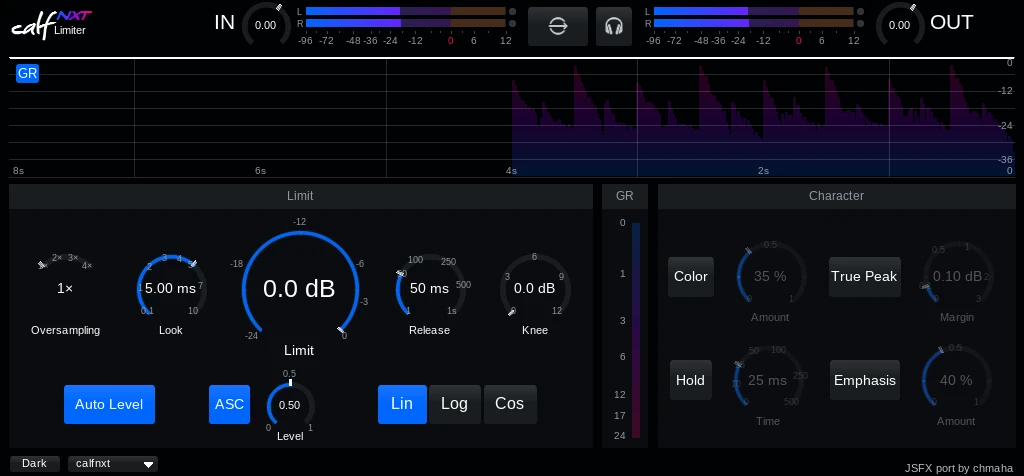 calf NXT
Limiter
IN
0.00
L
R
-96 -72 -48 -36 -24 -12 0 6 12
L
R
-96 -72 -48 -36 -24 -12 0 6 12
0.00
OUT
GR
0
-12
-24
-36
8s 6s 4s 2s 0
Limit
GR
Character
2× 3×
4×
1×
Oversampling
0.1 2 3 4 5 7 10
5.00 ms
Look
-24 -18 -12 -6 -3 0
0.0 dB
Limit
1 50 100 250 500 1s
50 ms
Release
0 3 6 9 12
0.0 dB
Knee
Auto Level
ASC
0.5
0.50
0 1
Level
Lin Log Cos
0
1
3
6
12
17
24
Color
0.5
35 %
0 1
Amount
True Peak
0 0.5 1 2 3
0.10 dB
Margin
Hold
0 10 25 50 100 250 500
25 ms
Time
Emphasis
0.5
40 %
0 1
Amount
Dark
calfnxt
JSFX port by chmaha